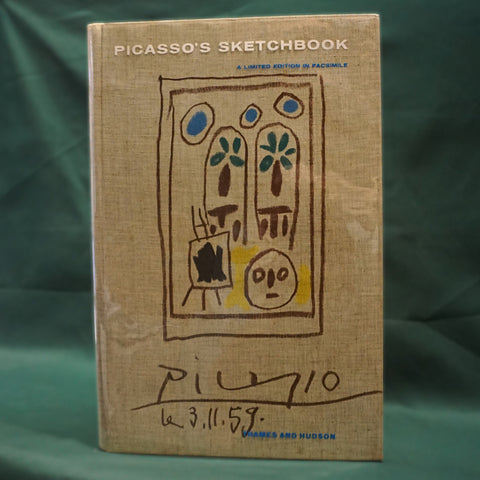 PICASSO'S SKETCHBOOK
A LIMITED EDITION IN FACSIMILE
Picasso
le 3.11.59.
THAMES AND HUDSON